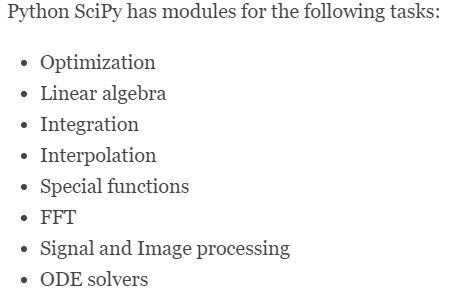 Python SciPy has modules for the following tasks:
• Optimization
• Linear algebra
• Integration
• Interpolation
• Special functions
• FFT
• Signal and Image processing
• ODE solvers